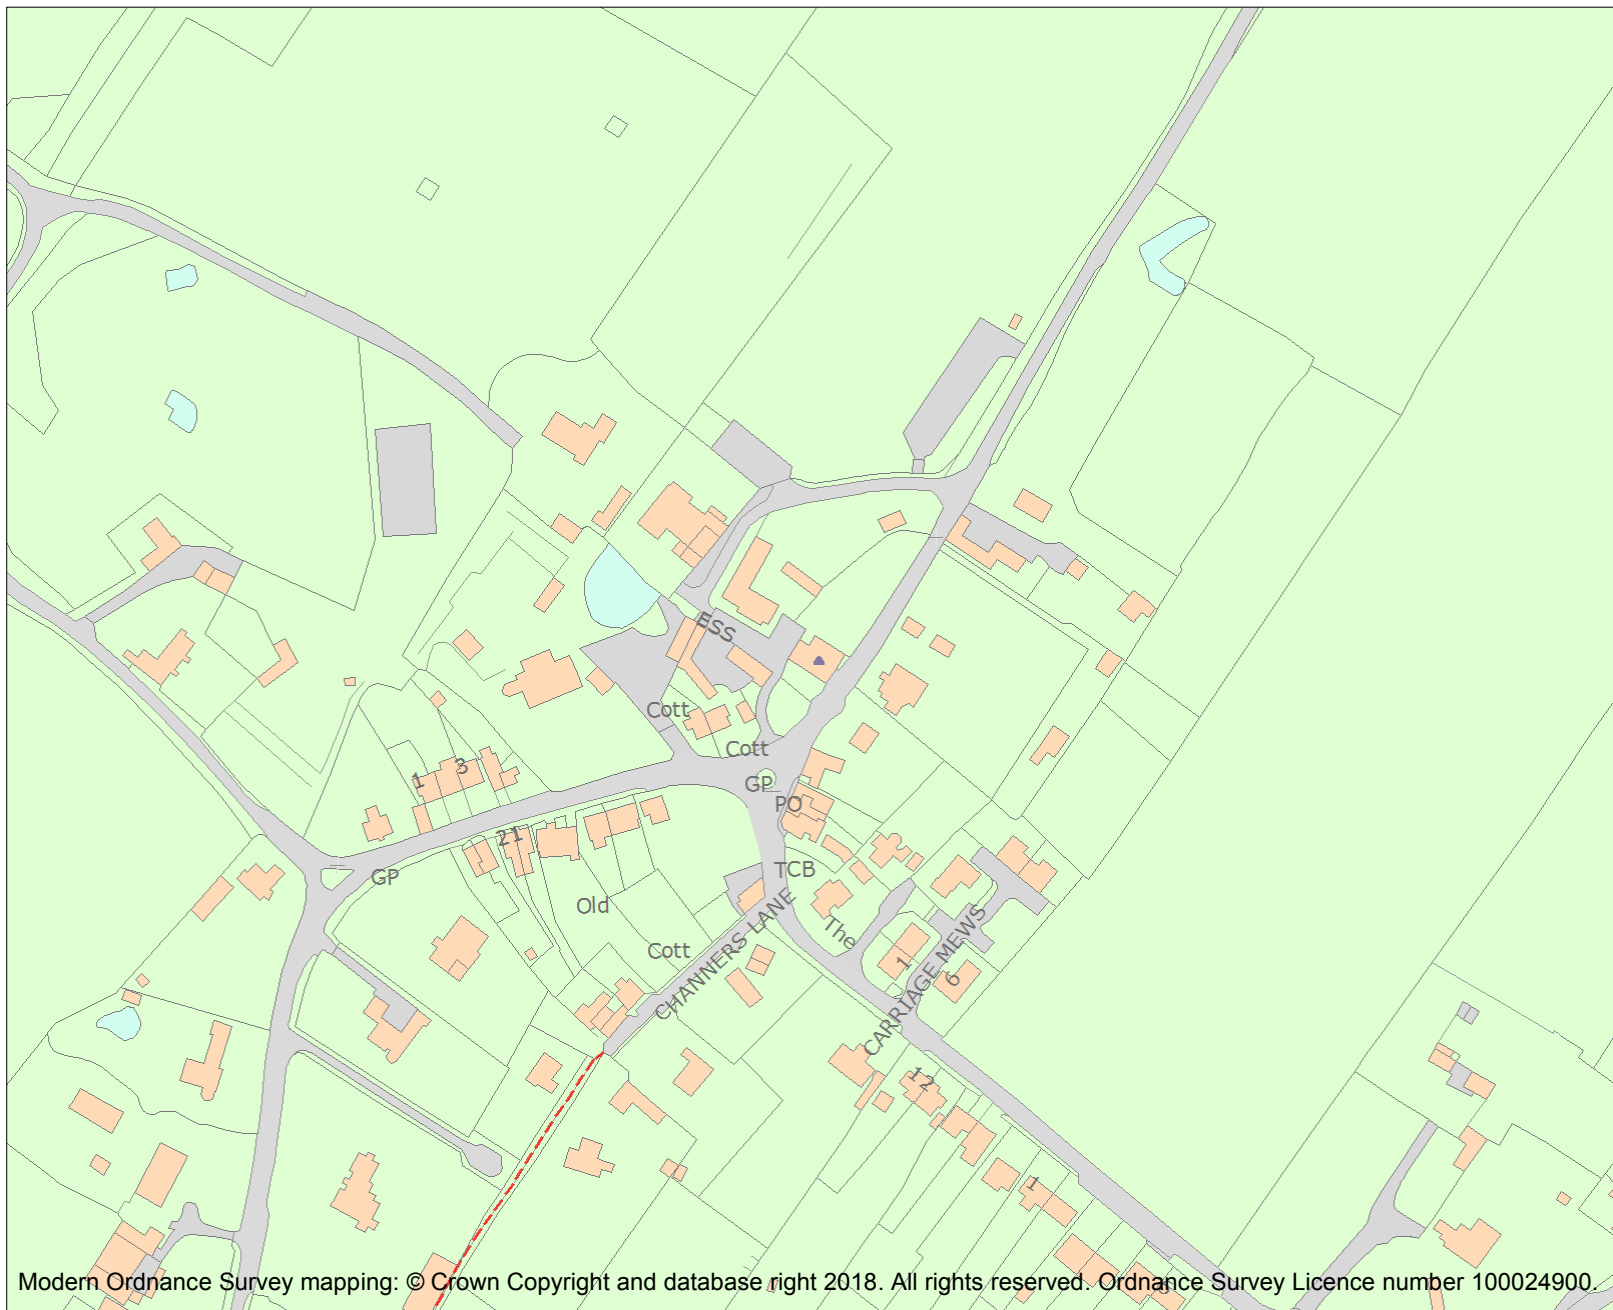 ESS
Cott
Cott
3
1
GP
PO
21
TCB
GP
Old
The
Cott
CHANNERS LANE
CARRIAGE MEWS
1
6
12
1
Modern Ordnance Survey mapping: © Crown Copyright and database right 2018. All rights reserved. Ordnance Survey Licence number 100024900.